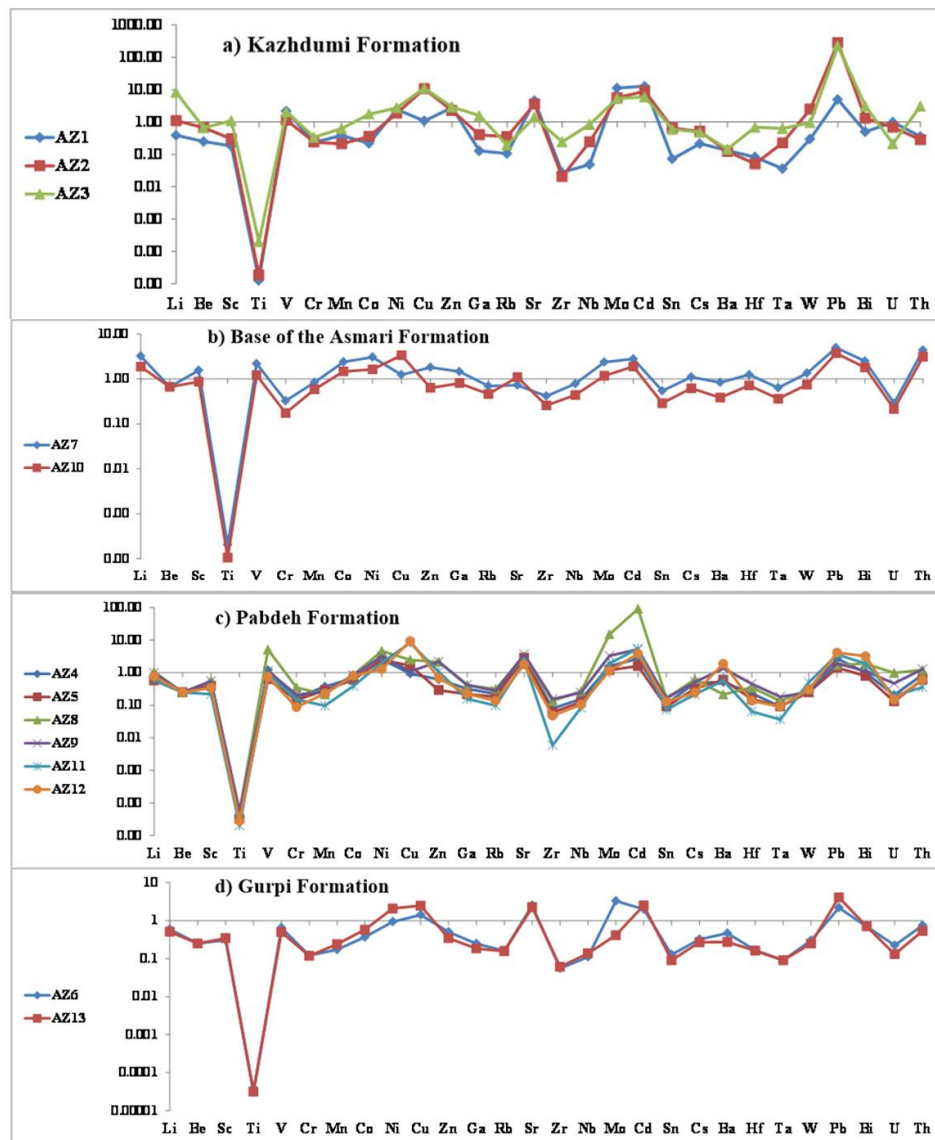 a) Kazhdumi Formation
1000.00
100.00
10.00
1.00
0.10
0.01
0.00
0.00
0.00
AZ1
AZ2
AZ3
Li Be Sc Ti V Cr Mn Co Ni Cu Zn Ga Rb Sr Zr Nb Mo Cd Sn Cs Ba Hf Ta W Pb Bi U Th
b) Base of the Asmari Formation
10.00
1.00
0.10
0.01
0.00
0.00
AZ7
AZ10
Li Be Sc Ti V Cr Mn Co Ni Cu Zn Ga Rb Sr Zr Nb Mo Cd Sn Cs Ba Hf Ta W Pb Bi U Th
c) Pabdeh Formation
100.00
10.00
1.00
0.10
0.01
0.00
0.00
0.00
AZ4
AZ5
AZ8
AZ9
AZ11
AZ12
Li Be Sc Ti V Cr Mn Co Ni Cu Zn Ga Rb Sr Zr Nb Mo Cd Sn Cs Ba Hf Ta W Pb Bi U Th
d) Gurpi Formation
10
1
0.1
0.01
0.001
0.0001
0.00001
AZ6
AZ13
Li Be Sc Ti V Cr Mn Co Ni Cu Zn Ga Rb Sr Zr Nb Mo Cd Sn Cs Ba Hf Ta W Pb Bi U Th